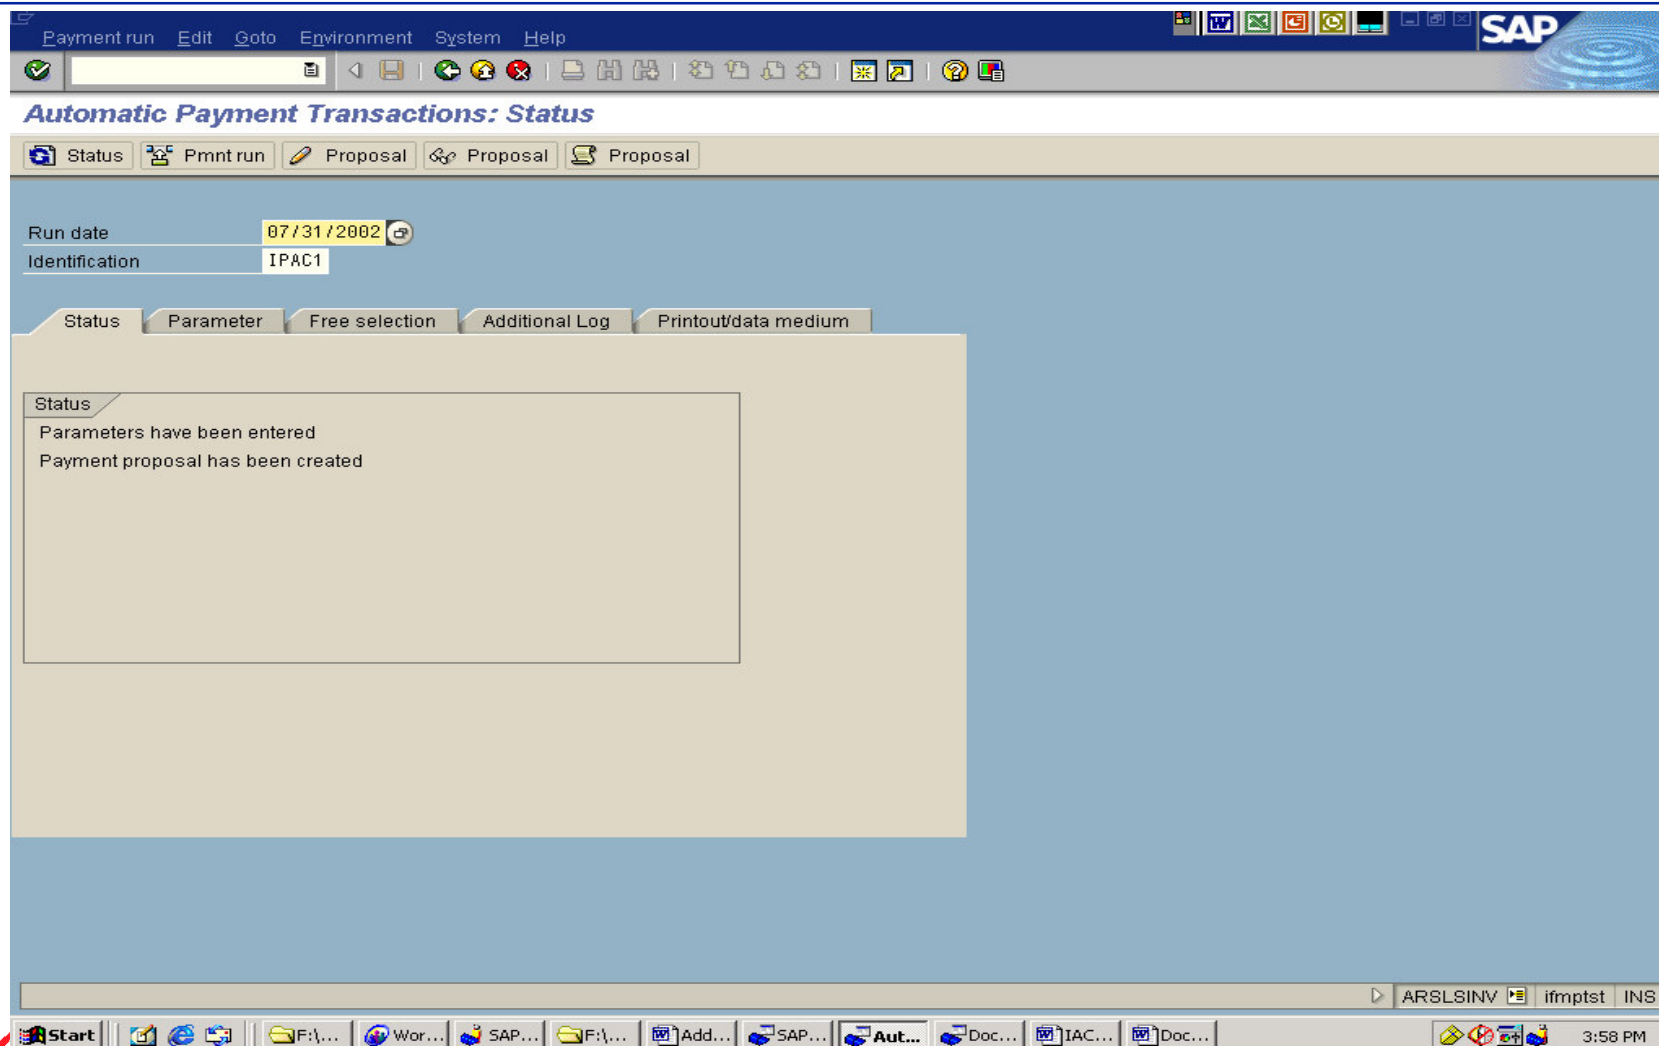 Payment run Edit Goto Environment System Help
SAP
Automatic Payment Transactions: Status
Status Pmnt run Proposal Proposal Proposal
Run date 07/31/2002
Identification IPAC1
Status Parameter Free selection Additional Log Printout/data medium
Status
Parameters have been entered
Payment proposal has been created
ARSLSINV ifmptst INS
Start F:\... Wor... SAP... F:\... Add... SAP... Aut... Doc... IAC... Doc... 3:58 PM